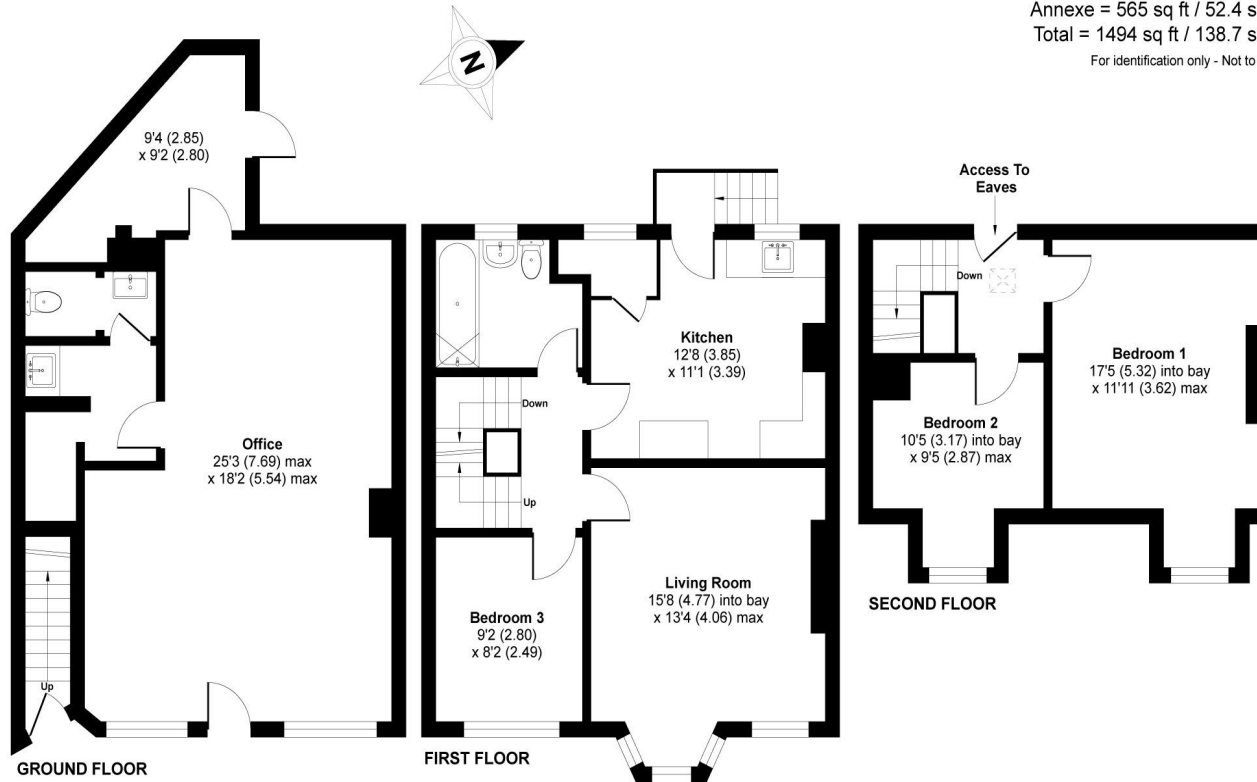 Annexe = 565 sq ft / 52.4 s
Total = 1494 sq ft / 138.7 s
For identification only - Not to
N
9'4 (2.85)
x 9'2 (2.80)
Office
25'3 (7.69) max
x 18'2 (5.54) max
Up
GROUND FLOOR
Kitchen
12'8 (3.85)
x 11'1 (3.39)
Down
Up
Living Room
15'8 (4.77) into bay
x 13'4 (4.06) max
Bedroom 3
9'2 (2.80)
x 8'2 (2.49)
FIRST FLOOR
Access To
Eaves
Down
Bedroom 1
17'5 (5.32) into bay
x 11'11 (3.62) max
Bedroom 2
10'5 (3.17) into bay
x 9'5 (2.87) max
SECOND FLOOR